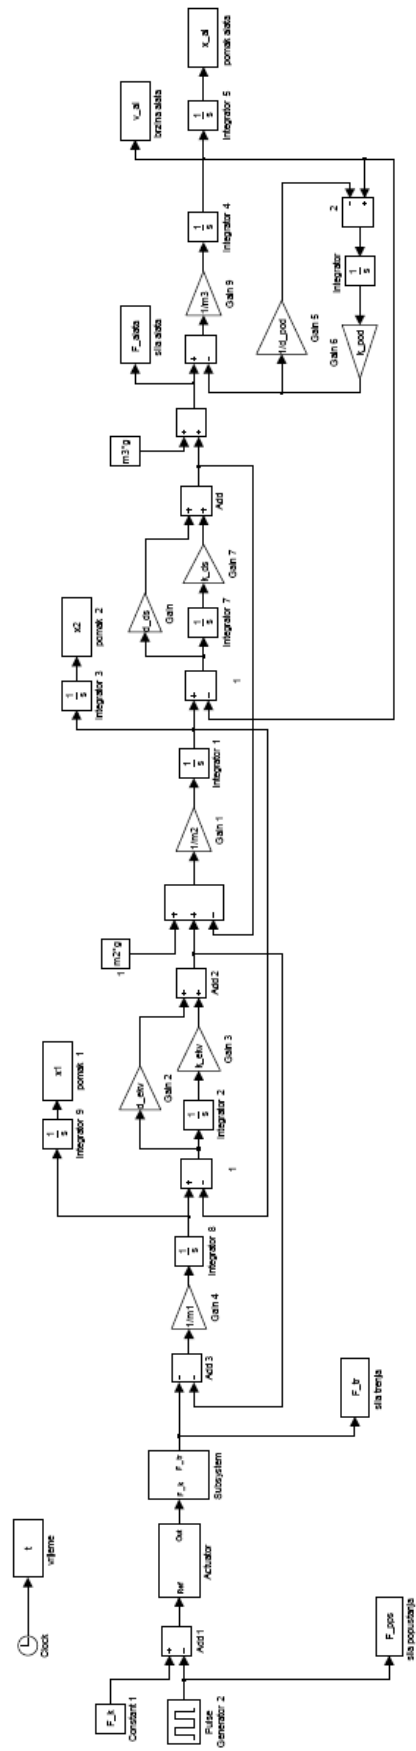 t
vrijeme
Clock
F_k
Constant 1
Pulse
Generator 2
+
-
Add 1
F_pps
sila popustanja
Ref
Out
Actuator
F_k
F_tr
Subsystem
F_tr
sila trenja
-
-
Add 3
1/m1
Gain 4
1
s
Integrator 8
1
s
Integrator 9
x1
pomak 1
+
-
1
d_ekv
Gain 2
1
s
Integrator 2
k_ekv
Gain 3
+
+
Add 2
m2*g
1
+
+
-
1/m2
Gain 1
1
s
Integrator 1
1
s
Integrator 3
x2
pomak 2
+
-
1
d_ds
Gain
1
s
Integrator 7
k_ds
Gain 7
+
+
Add
m3*g
+
+
F_alata
sila alata
+
-
1/m3
Gain 9
1
s
Integrator 4
v_al
brzina alata
1
s
Integrator 5
x_al
pomak alata
1/d_pod
Gain 5
-
+
2
1
s
Integrator
k_pod
Gain 6